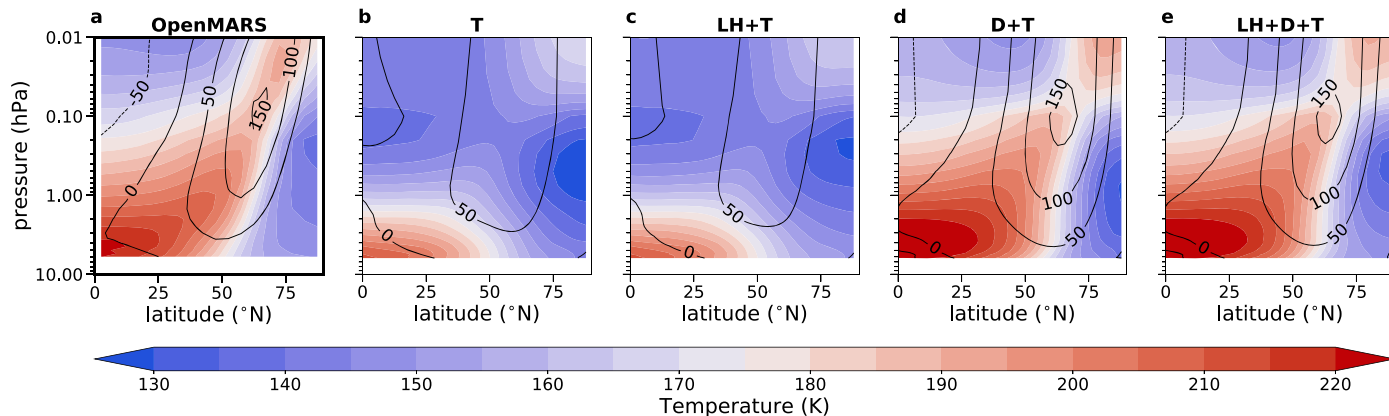 a OpenMARS b T c LH+T d D+T e LH+D+T
0.01
0.10
1.00
10.00
pressure (hPa)
-50 0 50 100 150
0 50
0 50
0 50 100 150
0 50 100 150
0 25 50 75 0 25 50 75 0 25 50 75 0 25 50 75 0 25 50 75
latitude (°N) latitude (°N) latitude (°N) latitude (°N) latitude (°N)
130 140 150 160 170 180 190 200 210 220
Temperature (K)